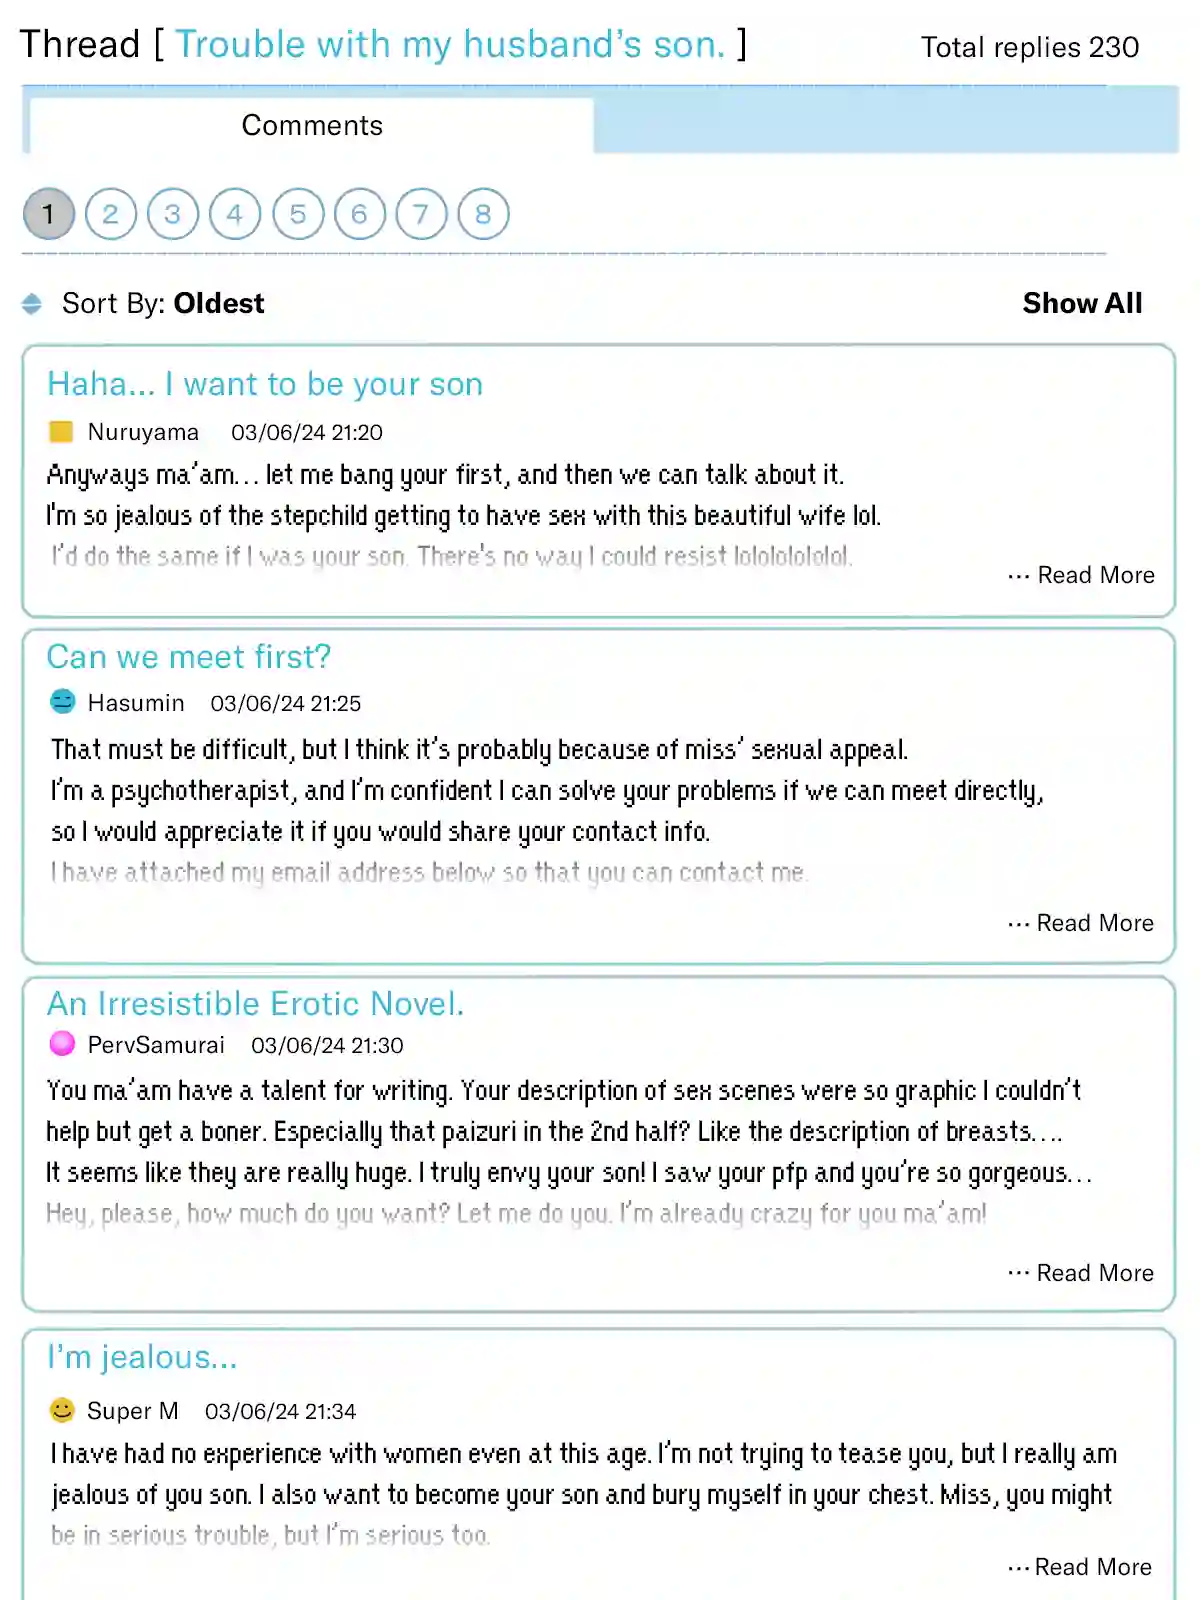 Thread [ Trouble with my husband's son. ]
Total replies 230
Comments
1 2 3 4 5 6 7 8
Sort By: Oldest
Show All
Haha... I want to be your son
Nuruyama 03/06/24 21:20
Anyways ma'am... let me bang your first, and then we can talk about it.
I'm so jealous of the stepchild getting to have sex with this beautiful wife lol.
I'd do the same if I was your son. There's no way I could resist lolololololol.
... Read More
Can we meet first?
Hasumin 03/06/24 21:25
That must be difficult, but I think it's probably because of miss' sexual appeal.
I'm a psychotherapist, and I'm confident I can solve your problems if we can meet directly,
so I would appreciate it if you would share your contact info.
I have attached my email address below so that you can contact me.
... Read More
An Irresistible Erotic Novel.
PervSamurai 03/06/24 21:30
You ma'am have a talent for writing. Your description of sex scenes were so graphic I couldn't
help but get a boner. Especially that paizuri in the 2nd half? Like the description of breasts....
It seems like they are really huge. I truly envy your son! I saw your pfp and you're so gorgeous...
Hey, please, how much do you want? Let me do you. I'm already crazy for you ma'am!
... Read More
I'm jealous...
Super M 03/06/24 21:34
I have had no experience with women even at this age. I'm not trying to tease you, but I really am
jealous of you son. I also want to become your son and bury myself in your chest. Miss, you might
be in serious trouble, but I'm serious too.
... Read More